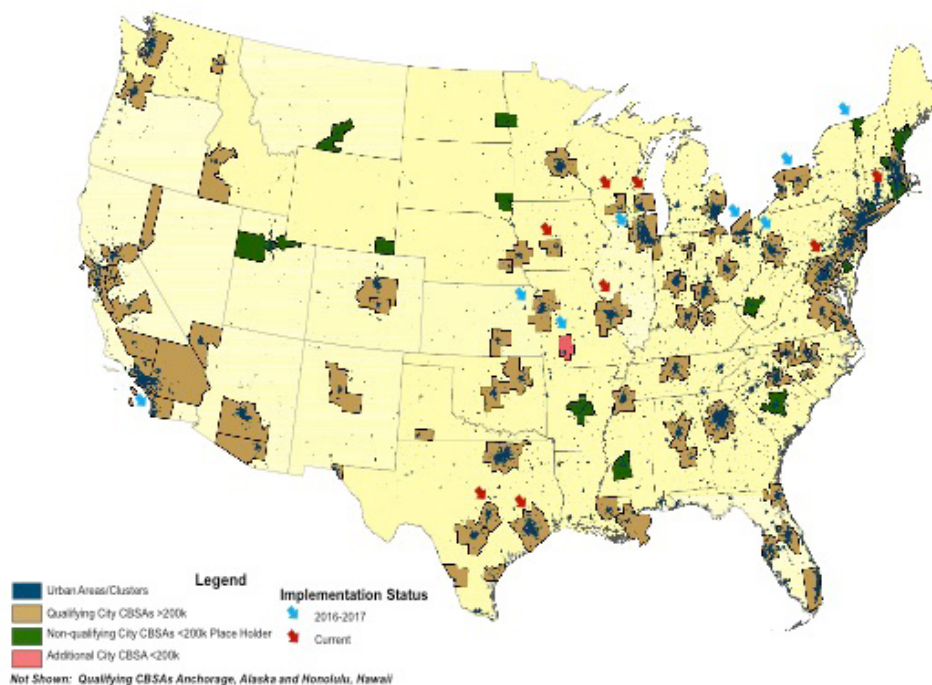 Legend
Urban Areas/Clusters
Qualifying City CBSAs >200k
Non-qualifying City CBSAs <200k Place Holder
Additional City CBSA <200k
Implementation Status
2016-2017
Current
Not Shown: Qualifying CBSAs Anchorage, Alaska and Honolulu, Hawaii